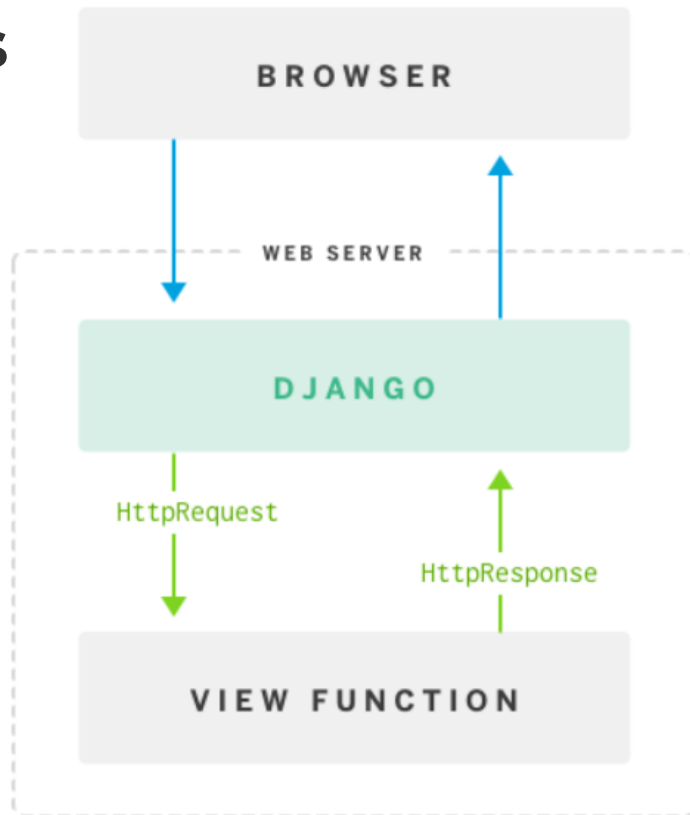 s
BROWSER
WEB SERVER
DJANGO
HttpRequest
HttpResponse
VIEW FUNCTION